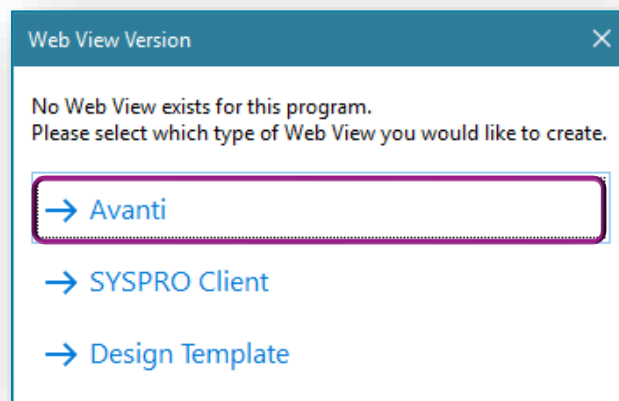 Web View Version
No Web View exists for this program.
Please select which type of Web View you would like to create.
Avanti
SYSPRO Client
Design Template